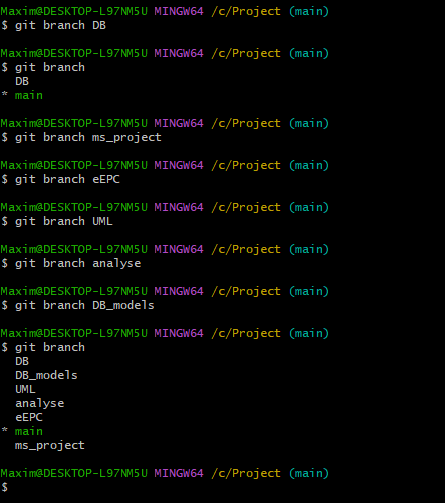 Maxim@DESKTOP-L97NM5U MINGW64 /c/Project (main)
$ git branch DB
Maxim@DESKTOP-L97NM5U MINGW64 /c/Project (main)
$ git branch
DB
* main
Maxim@DESKTOP-L97NM5U MINGW64 /c/Project (main)
$ git branch ms_project
Maxim@DESKTOP-L97NM5U MINGW64 /c/Project (main)
$ git branch eEPC
Maxim@DESKTOP-L97NM5U MINGW64 /c/Project (main)
$ git branch UML
Maxim@DESKTOP-L97NM5U MINGW64 /c/Project (main)
$ git branch analyse
Maxim@DESKTOP-L97NM5U MINGW64 /c/Project (main)
$ git branch DB_models
Maxim@DESKTOP-L97NM5U MINGW64 /c/Project (main)
$ git branch
DB
DB_models
UML
analyse
eEPC
* main
ms_project
Maxim@DESKTOP-L97NM5U MINGW64 /c/Project (main)
$